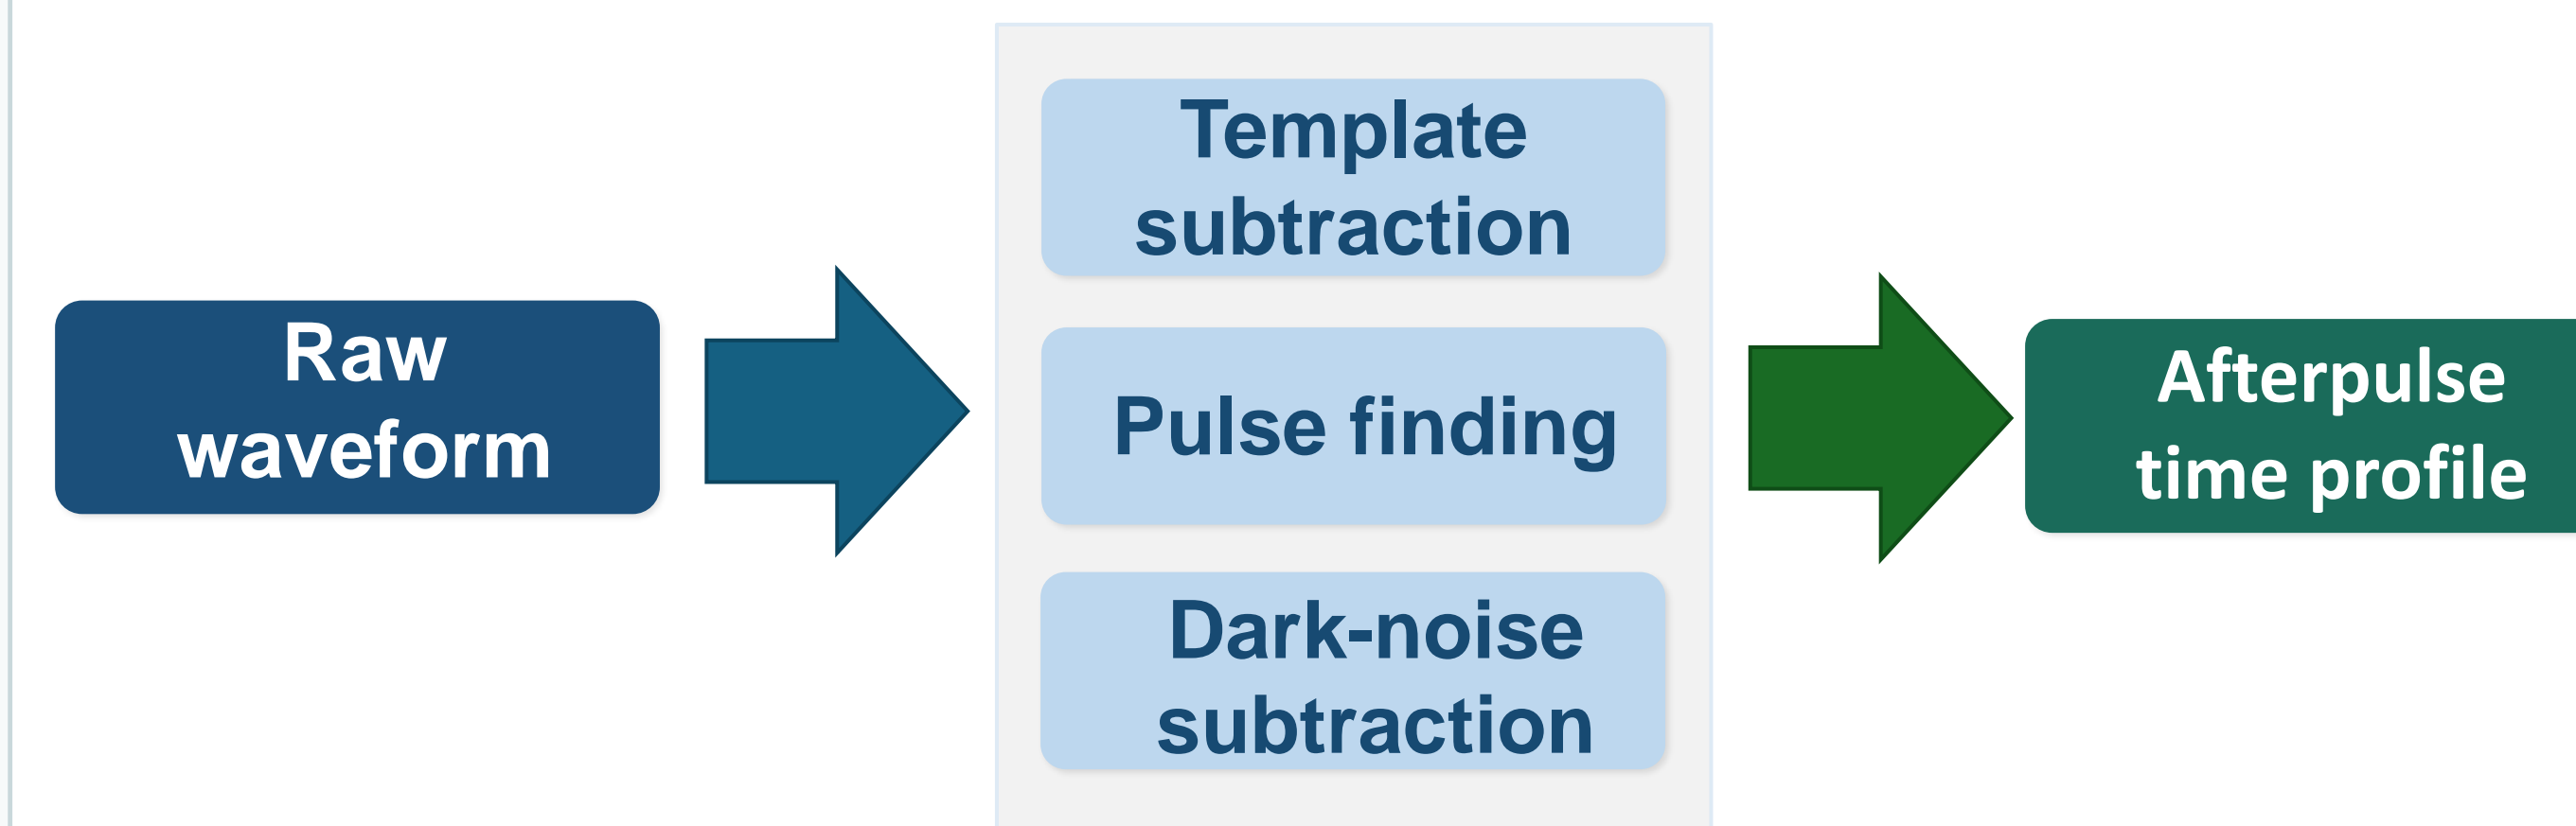 Raw
waveform
Template
subtraction
Pulse finding
Dark-noise
subtraction
Afterpulse
time profile